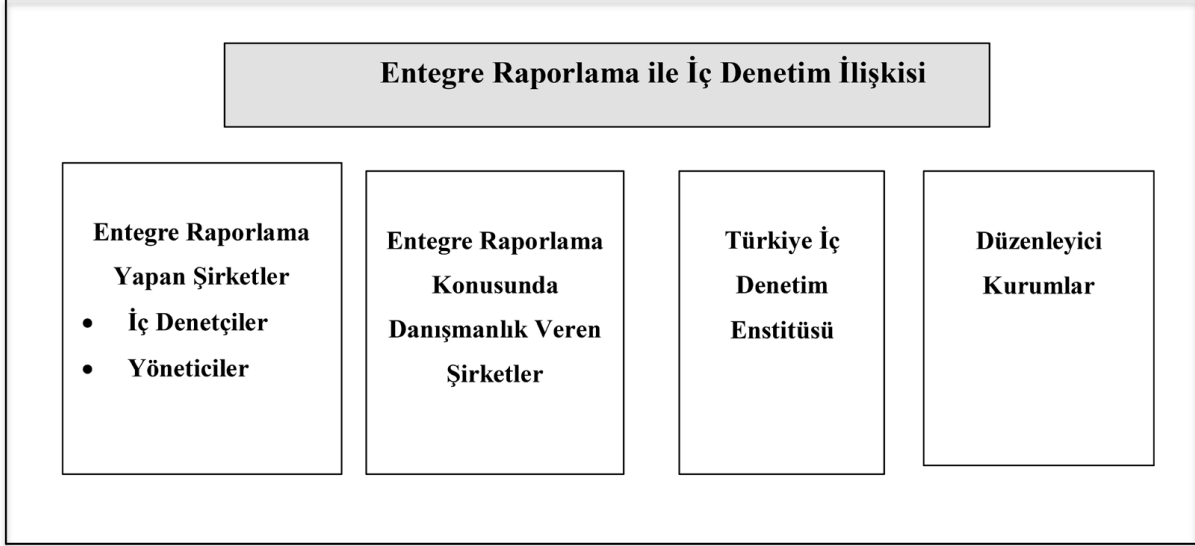 Entegre Raporlama ile İç Denetim İlişkisi
Entegre Raporlama
Yapan Şirketler
• İç Denetçiler
• Yöneticiler
Entegre Raporlama
Konusunda
Danışmanlık Veren
Şirketler
Türkiye İç
Denetim
Enstitüsü
Düzenleyici
Kurumlar